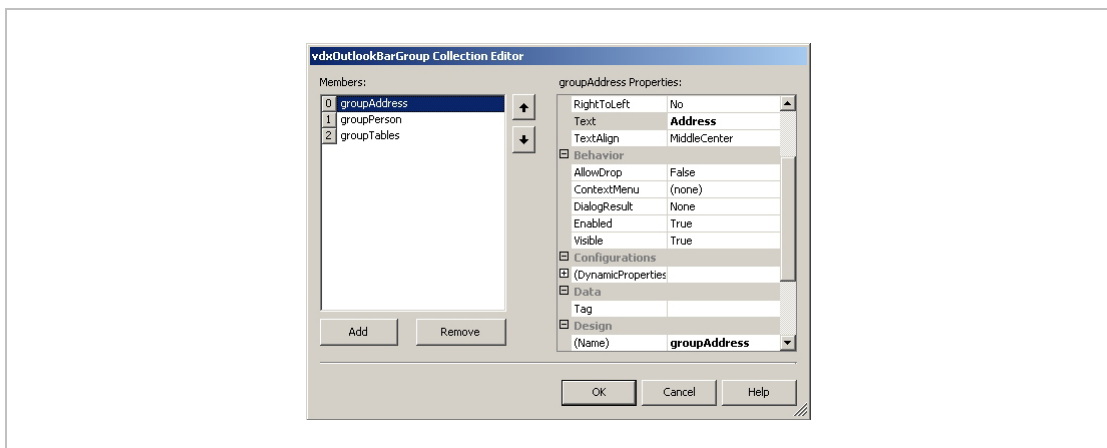 vdxOutlookBarGroup Collection Editor
Members:
0 groupAddress
1 groupPerson
2 groupTables
Add Remove
groupAddress Properties:
RightToLeft No
Text Address
TextAlign MiddleCenter
Behavior
AllowDrop False
ContextMenu (none)
DialogResult None
Enabled True
Visible True
Configurations
(DynamicProperties
Data
Tag
Design
(Name) groupAddress
OK Cancel Help